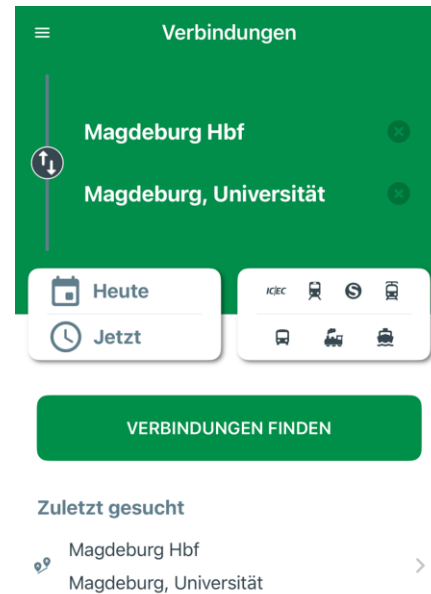 Verbindungen
Magdeburg Hbf
Magdeburg, Universität
Heute
Jetzt
IC/EC
S
VERBINDUNGEN FINDEN
Zuletzt gesucht
Magdeburg Hbf
Magdeburg, Universität